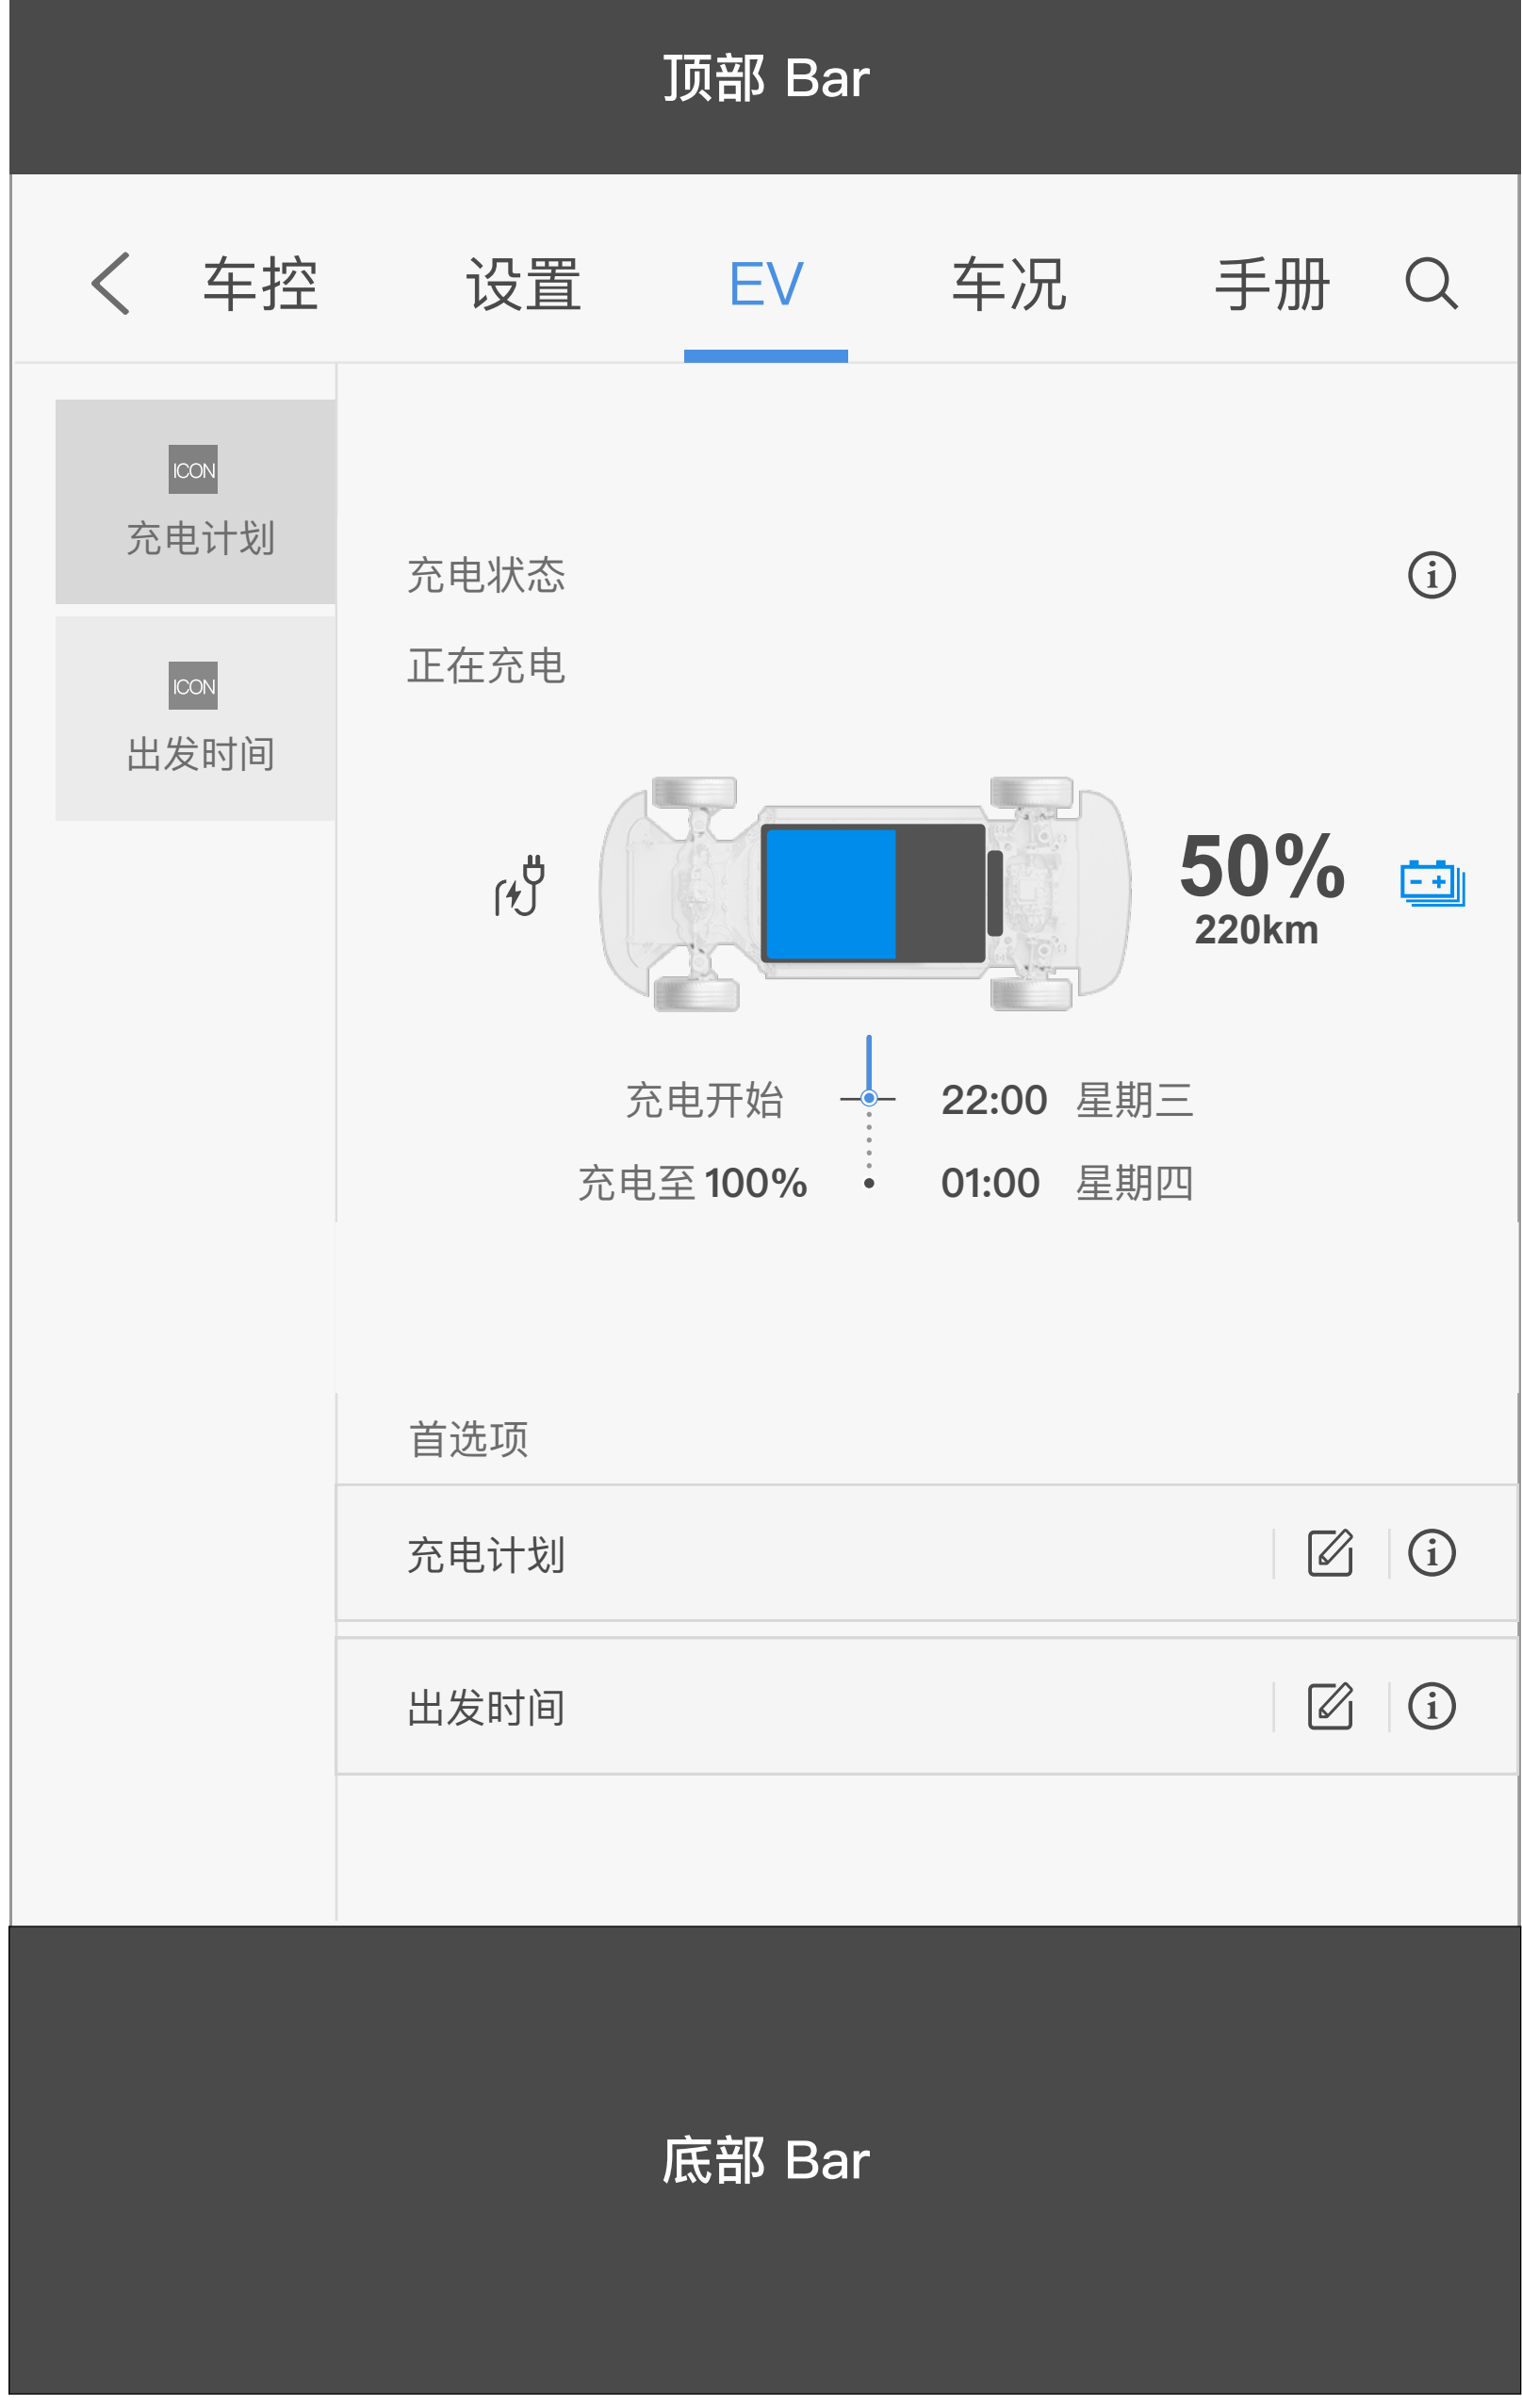 顶部 Bar
车控 设置 EV 车况 手册
ICON
充电计划
ICON
出发时间
充电状态
正在充电
50%
220km
充电开始 22:00 星期三
充电至 100% 01:00 星期四
首选项
充电计划
出发时间
底部 Bar